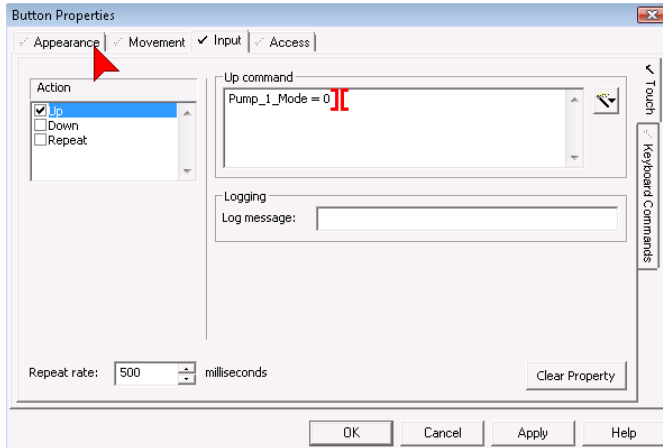 Button Properties
Appearance Movement Input Access
Action
Up
Down
Repeat
Up command
Pump_1_Mode = 0
Logging
Log message:
Touch
Keyboard Commands
Repeat rate: 500 milliseconds
Clear Property
OK Cancel Apply Help